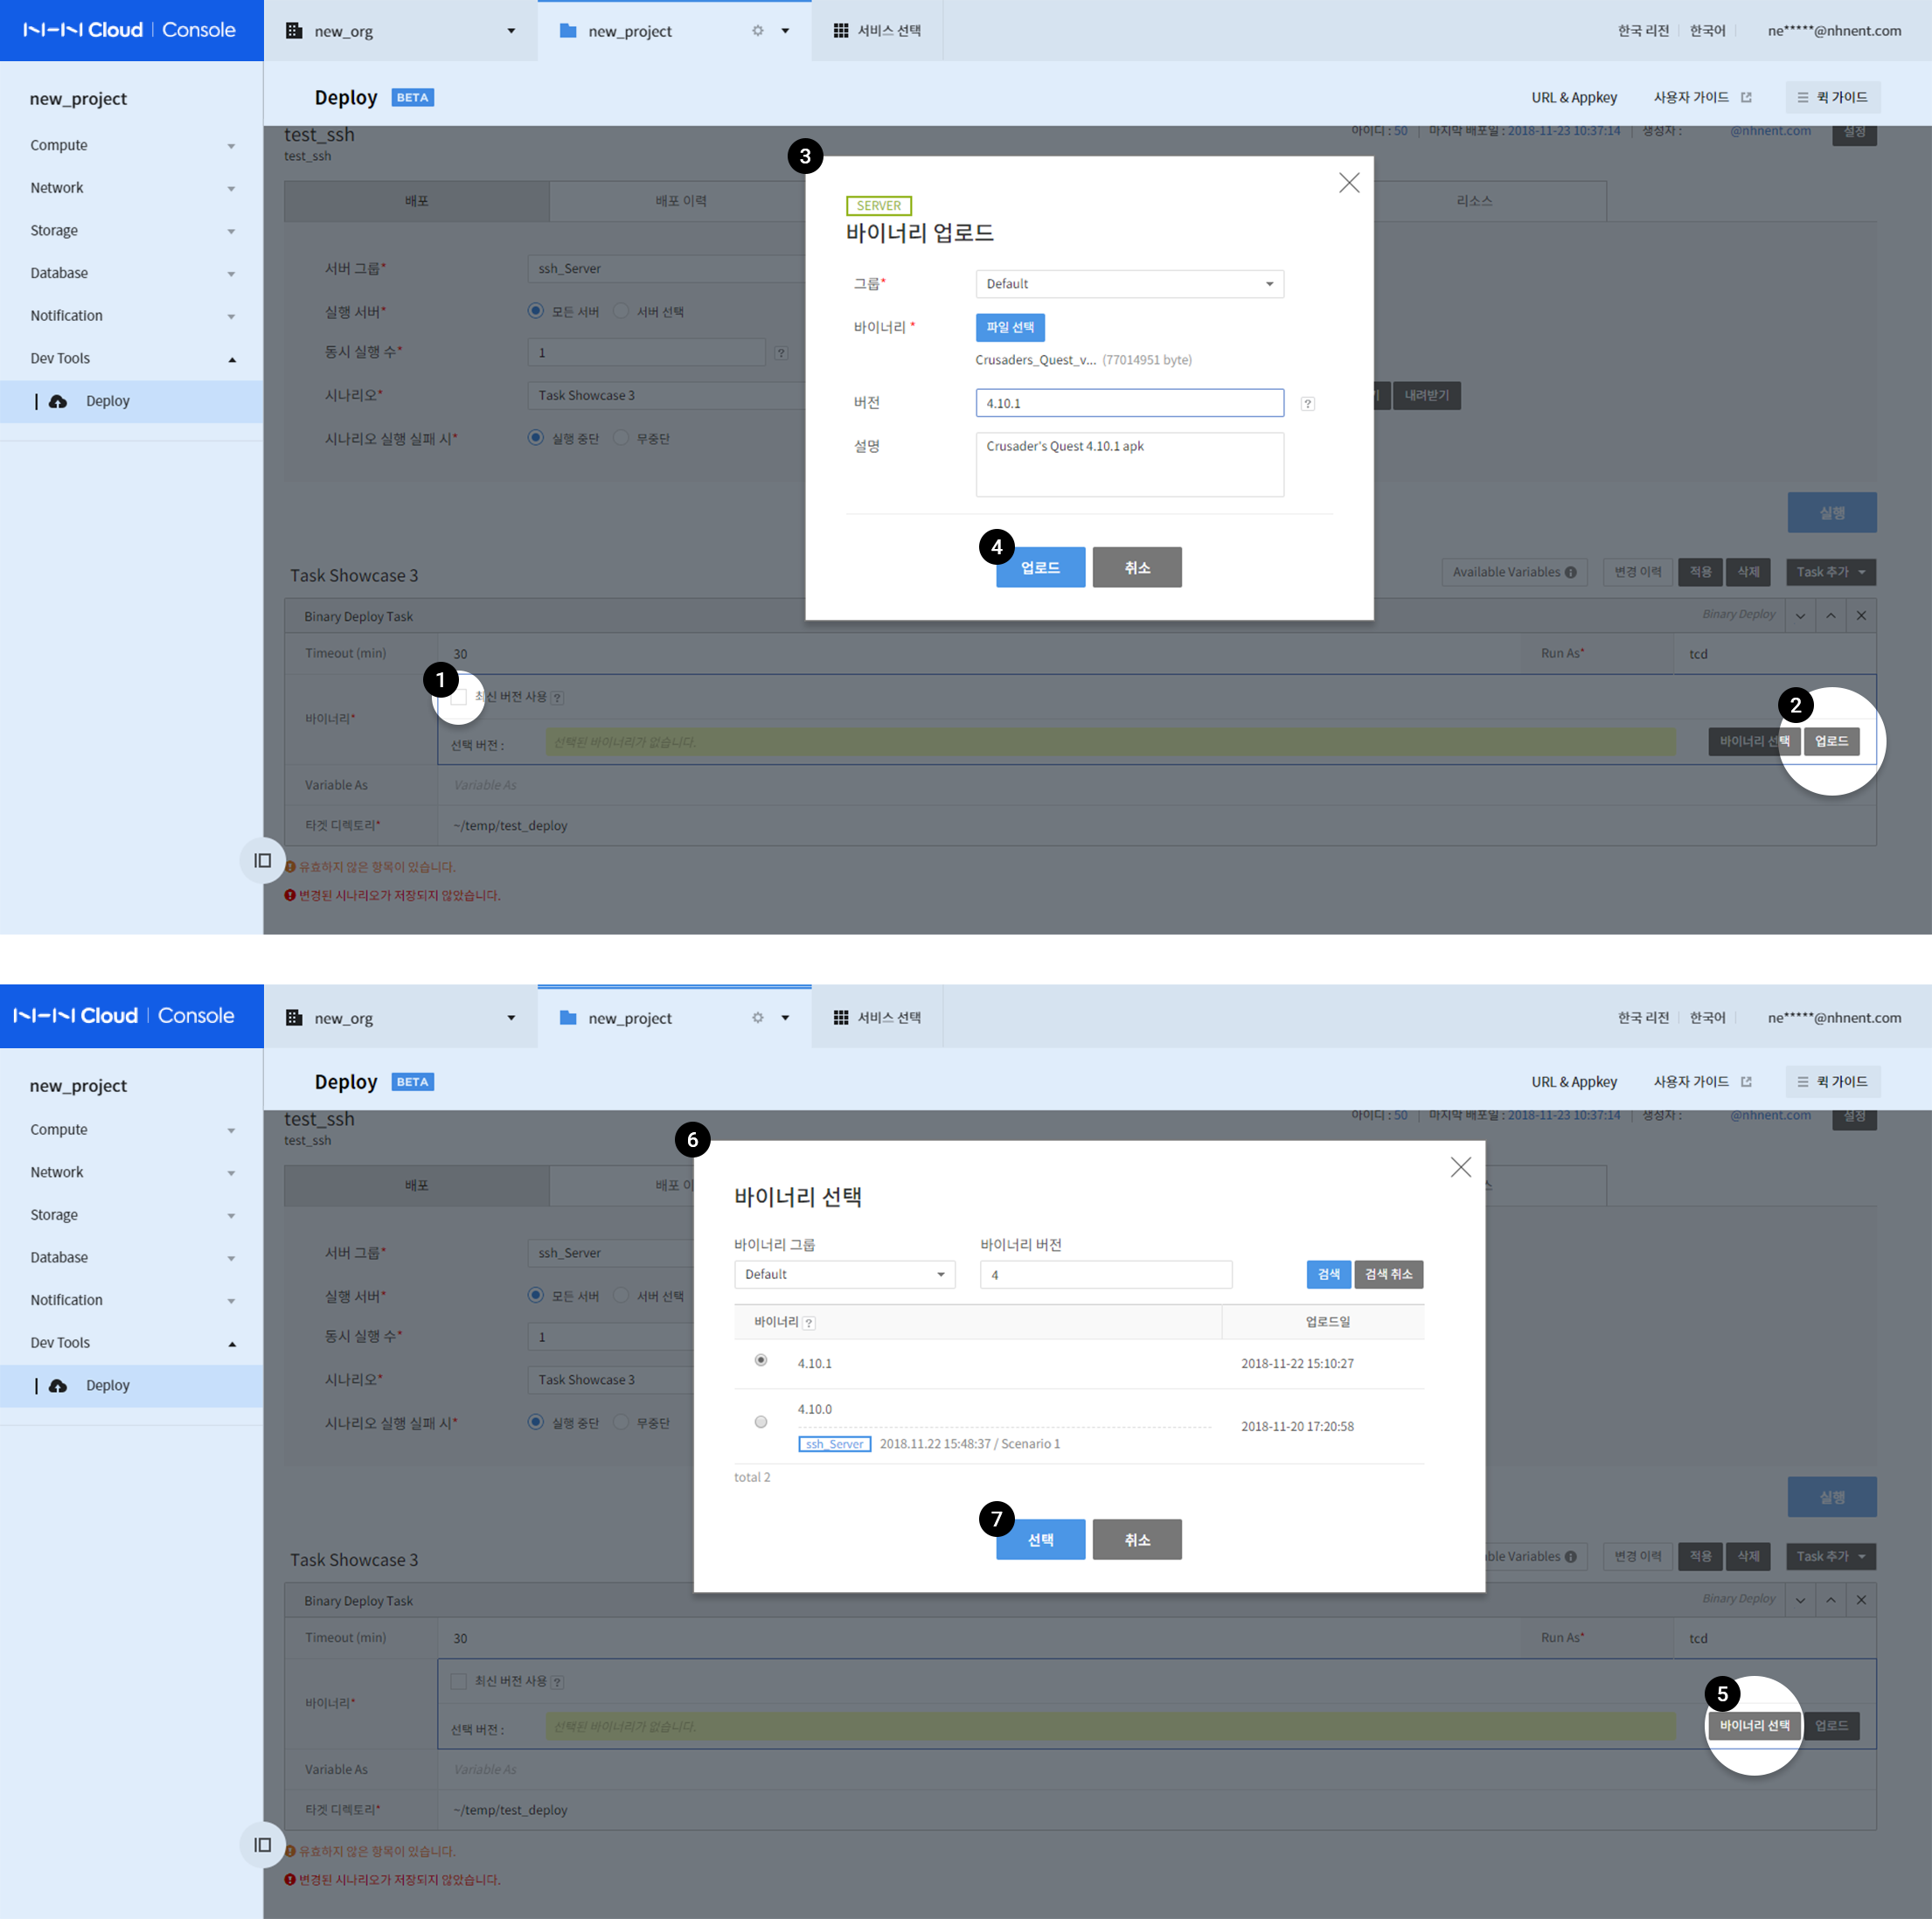 NHN Cloud | Console
new_org
new_project
서비스 선택
한국 리전
한국어
ne*****@nhnent.com
new_project
Deploy BETA
URL & Appkey
사용자 가이드
퀵 가이드
Compute
Network
Storage
Database
Notification
Dev Tools
Deploy
test_ssh
test_ssh
아이디 : 50 | 마지막 배포일 : 2018-11-23 10:37:14 | 생성자 : @nhnent.com
설정
배포
배포 이력
리소스
서버 그룹*
ssh_Server
실행 서버*
모든 서버
서버 선택
동시 실행 수*
1
?
시나리오*
Task Showcase 3
내려받기
시나리오 실행 실패 시*
실행 중단
무중단
실행
3
SERVER
바이너리 업로드
그룹*
Default
바이너리 *
파일 선택
Crusaders_Quest_v... (77014951 byte)
버전
4.10.1
?
설명
Crusader's Quest 4.10.1 apk
4
업로드
취소
Task Showcase 3
Available Variables
변경 이력
적용
삭제
Task 추가
Binary Deploy Task
Binary Deploy
Timeout (min)
30
Run As*
tcd
1
바이너리*
최신 버전 사용 ?
2
선택 버전 :
선택된 바이너리가 없습니다.
바이너리 선택
업로드
Variable As
Variable As
타겟 디렉토리*
~/temp/test_deploy
유효하지 않은 항목이 있습니다.
변경된 시나리오가 저장되지 않았습니다.
NHN Cloud | Console
new_org
new_project
서비스 선택
한국 리전
한국어
ne*****@nhnent.com
new_project
Deploy BETA
URL & Appkey
사용자 가이드
퀵 가이드
Compute
Network
Storage
Database
Notification
Dev Tools
Deploy
test_ssh
test_ssh
아이디 : 50 | 마지막 배포일 : 2018-11-23 10:37:14 | 생성자 : @nhnent.com
설정
배포
배포 이
서버 그룹*
ssh_Server
실행 서버*
모든 서버
서버 선택
동시 실행 수*
1
시나리오*
Task Showcase 3
시나리오 실행 실패 시*
실행 중단
무중단
실행
6
바이너리 선택
바이너리 그룹
바이너리 버전
Default
4
검색
검색 취소
바이너리 ?
업로드일
4.10.1
2018-11-22 15:10:27
4.10.0
2018-11-20 17:20:58
ssh_Server 2018.11.22 15:48:37 / Scenario 1
total 2
7
선택
취소
Task Showcase 3
ble Variables
변경 이력
적용
삭제
Task 추가
Binary Deploy Task
Binary Deploy
Timeout (min)
30
Run As*
tcd
바이너리*
최신 버전 사용 ?
5
선택 버전 :
선택된 바이너리가 없습니다.
바이너리 선택
업로드
Variable As
Variable As
타겟 디렉토리*
~/temp/test_deploy
유효하지 않은 항목이 있습니다.
변경된 시나리오가 저장되지 않았습니다.